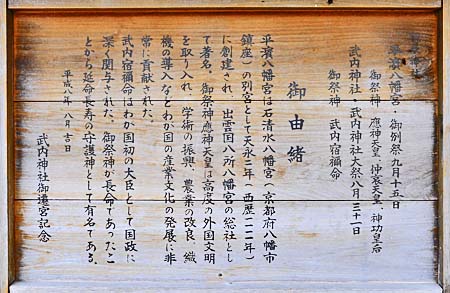 平濱八幡宮・御例祭九月十五日
御祭神　應神天皇、仲哀天皇、神功皇后
武内神社・武内神社大祭八月三十一日
御祭神　武内宿禰命
御由緒
平濱八幡宮は石清水八幡宮（京都府八幡市
鎮座）の別宮として天永二年（西歴一一一一年）
に創建され、出雲国八所八幡宮の総社とし
て著名。御祭神應神天皇は高度の外国文明
を取り入れ、学術の振興、農業の改良、織
機の導入などわが国の産業文化の発展に非
常に貢献された。
武内宿禰命はわが国初の大臣として国政に
深く関与された。御祭神が長命であったこ
とから延命長寿の守護神として有名である。
平成八年八月吉日
武内神社御遷宮記念